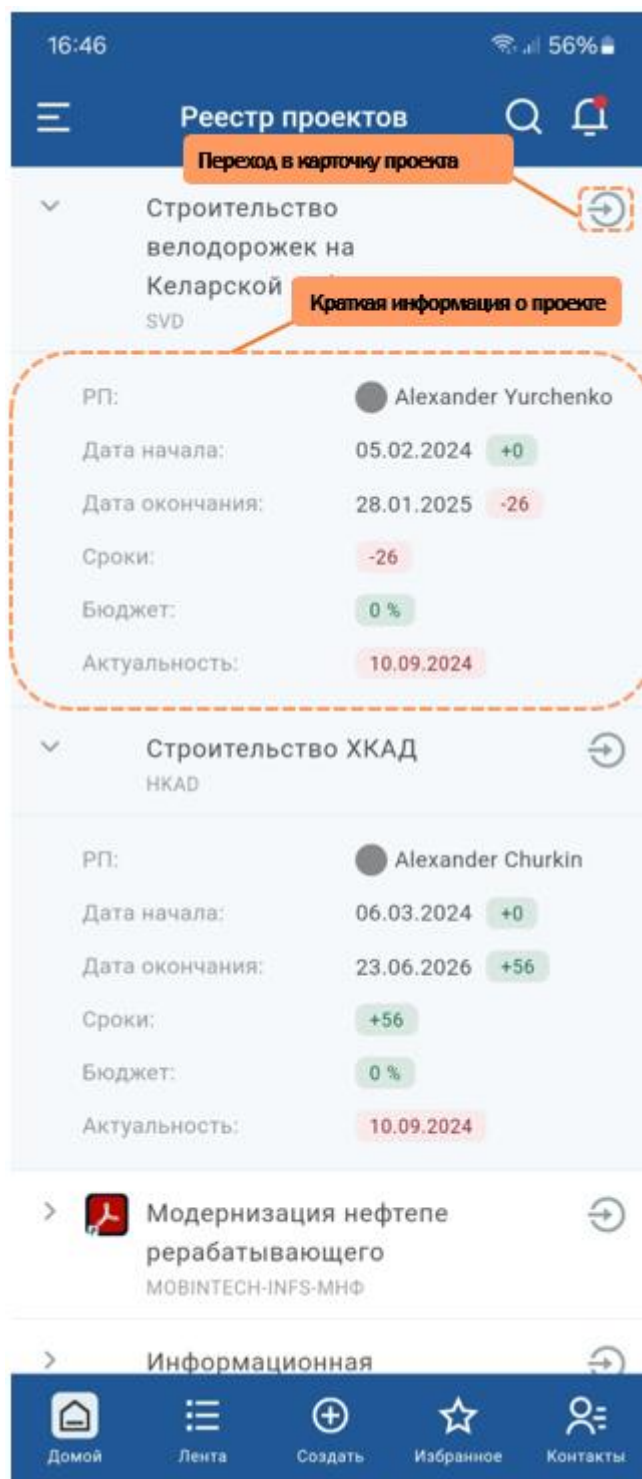 16:46 56%
Реестр проектов
Переход в карточку проекта
Строительство
велодорожек на
Келарской
Краткая информация о проекте
SVD
РП: Alexander Yurchenko
Дата начала: 05.02.2024 +0
Дата окончания: 28.01.2025 -26
Сроки: -26
Бюджет: 0 %
Актуальность: 10.09.2024
Строительство ХКАД
HKAD
РП: Alexander Churkin
Дата начала: 06.03.2024 +0
Дата окончания: 23.06.2026 +56
Сроки: +56
Бюджет: 0 %
Актуальность: 10.09.2024
Модернизация нефтепе
рерабатывающего
MOBINTECH-INFS-МНФ
Информационная
Домой Лента Создать Избранное Контакты